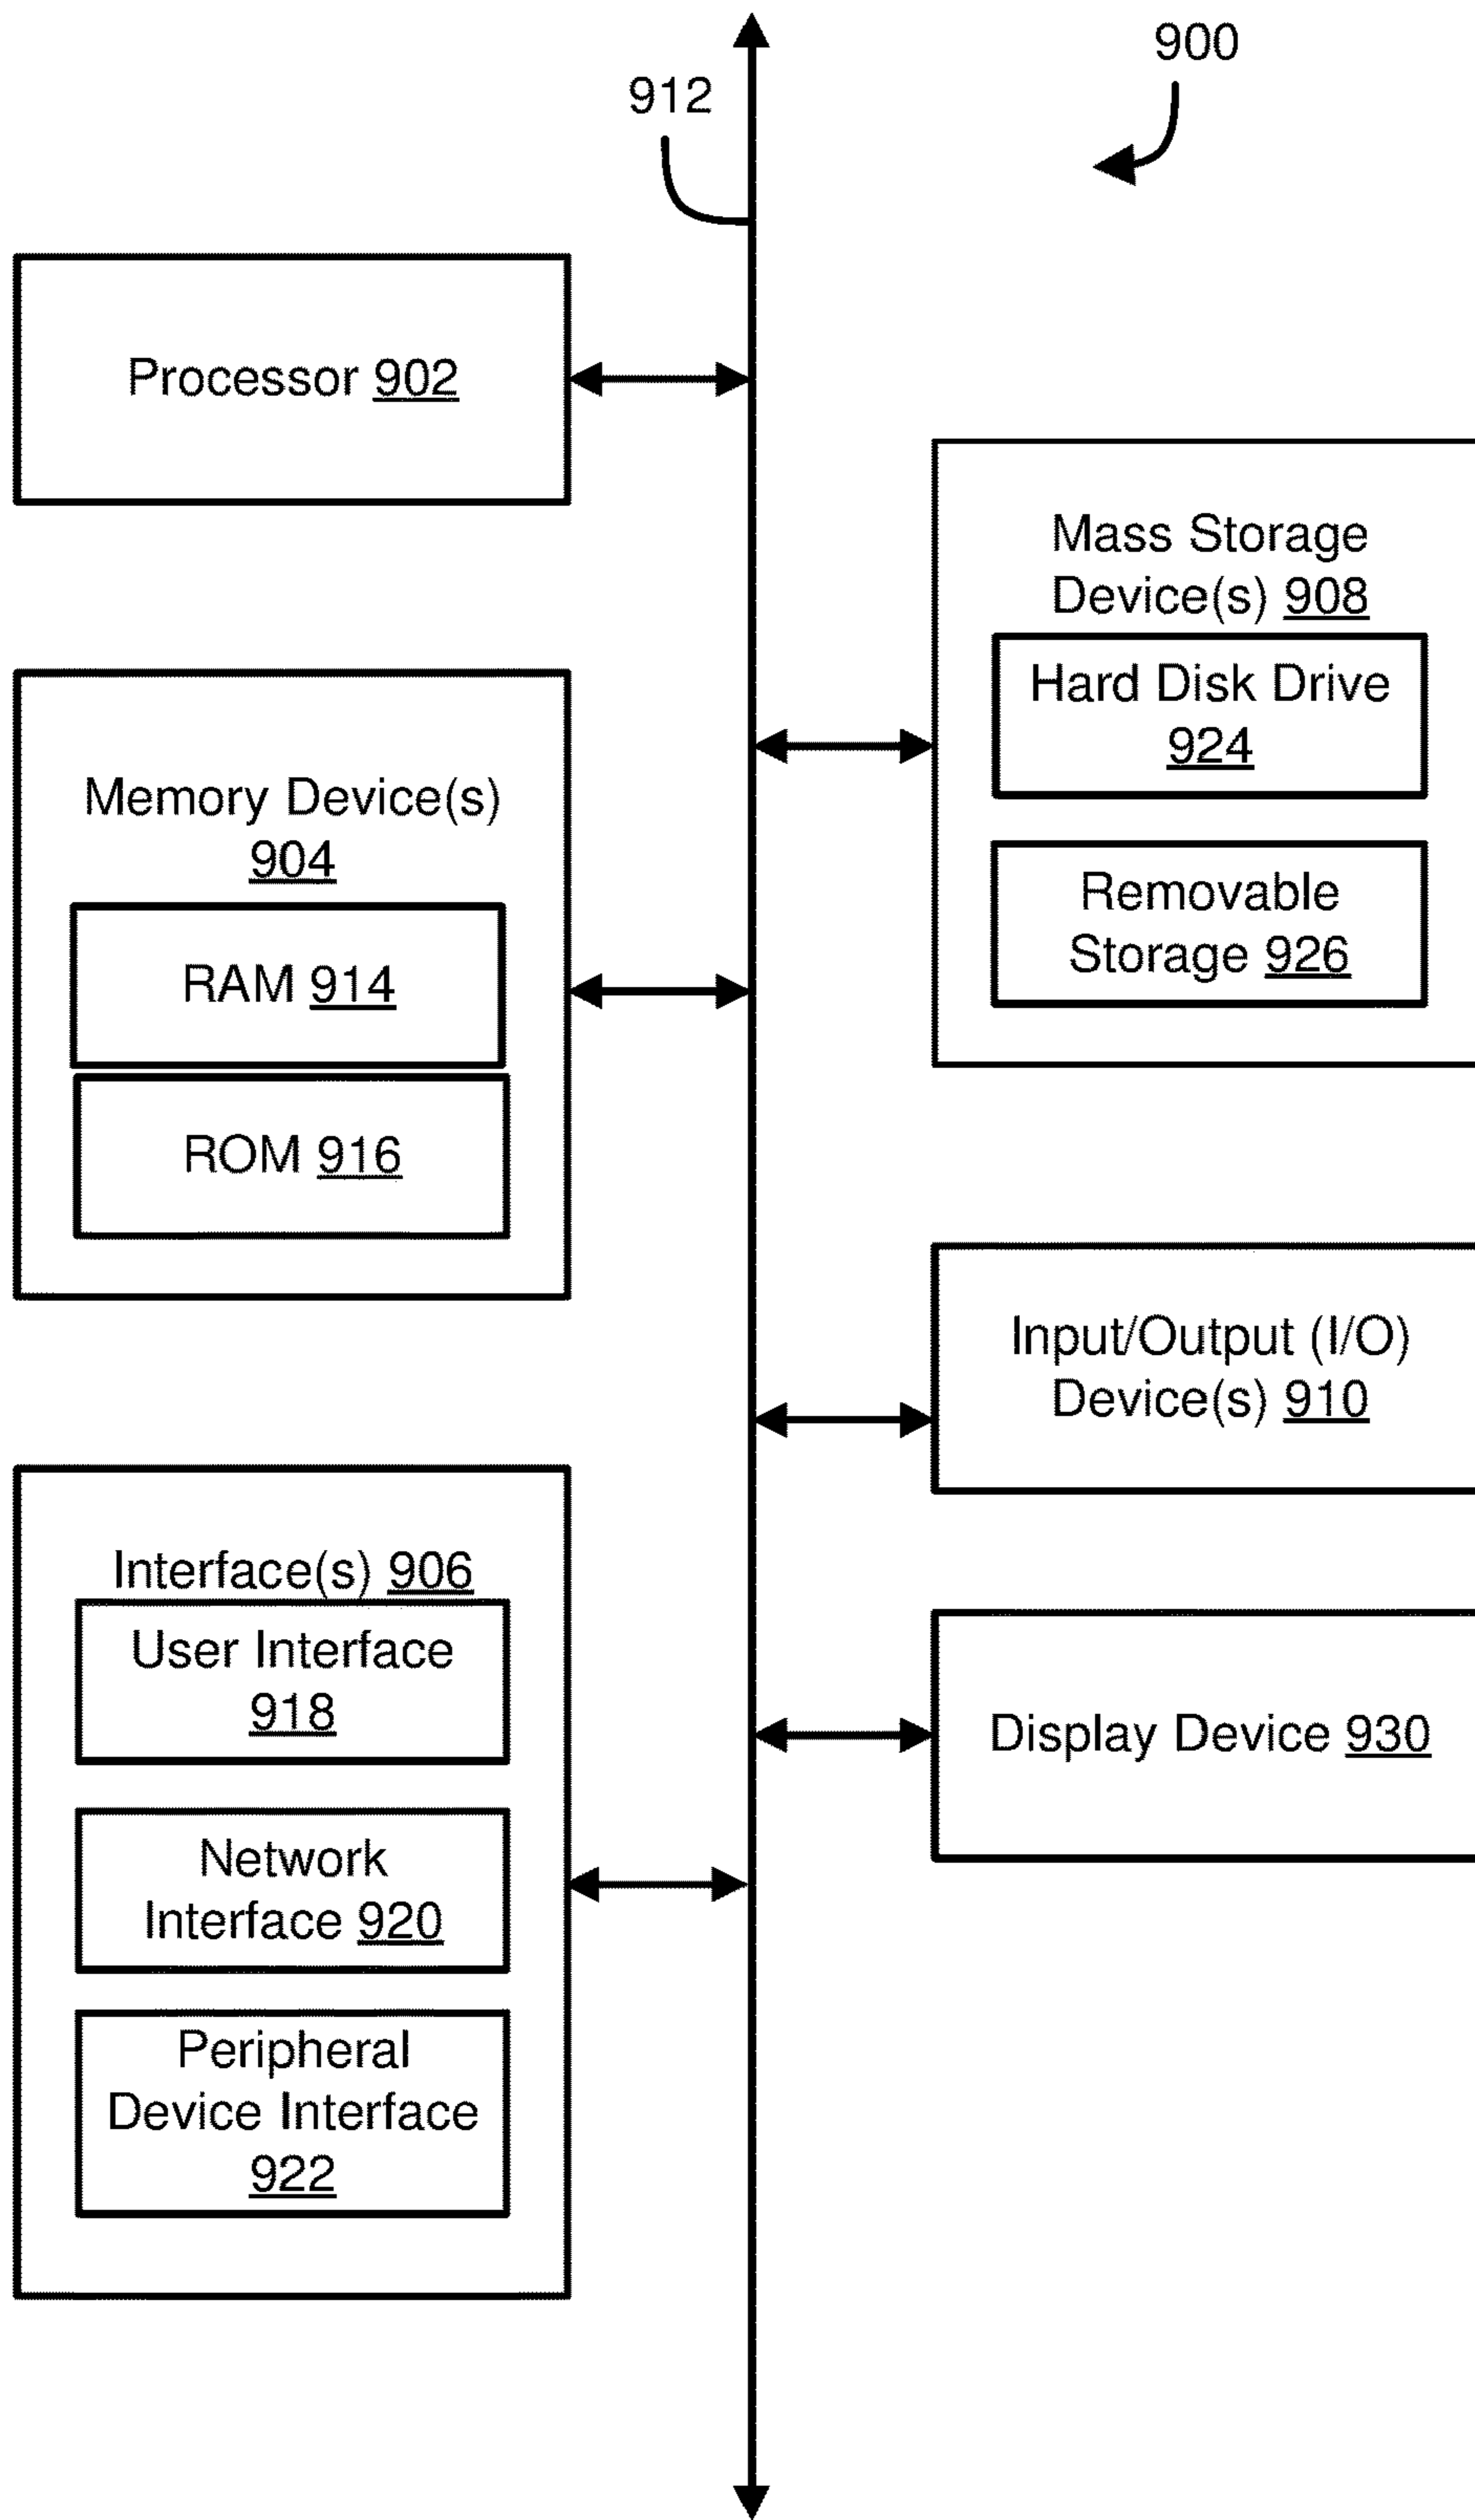 900
912
Processor 902
Memory Device(s)
904
RAM 914
ROM 916
Interface(s) 906
User Interface
918
Network
Interface 920
Peripheral
Device Interface
922
Mass Storage
Device(s) 908
Hard Disk Drive
924
Removable
Storage 926
Input/Output (I/O)
Device(s) 910
Display Device 930